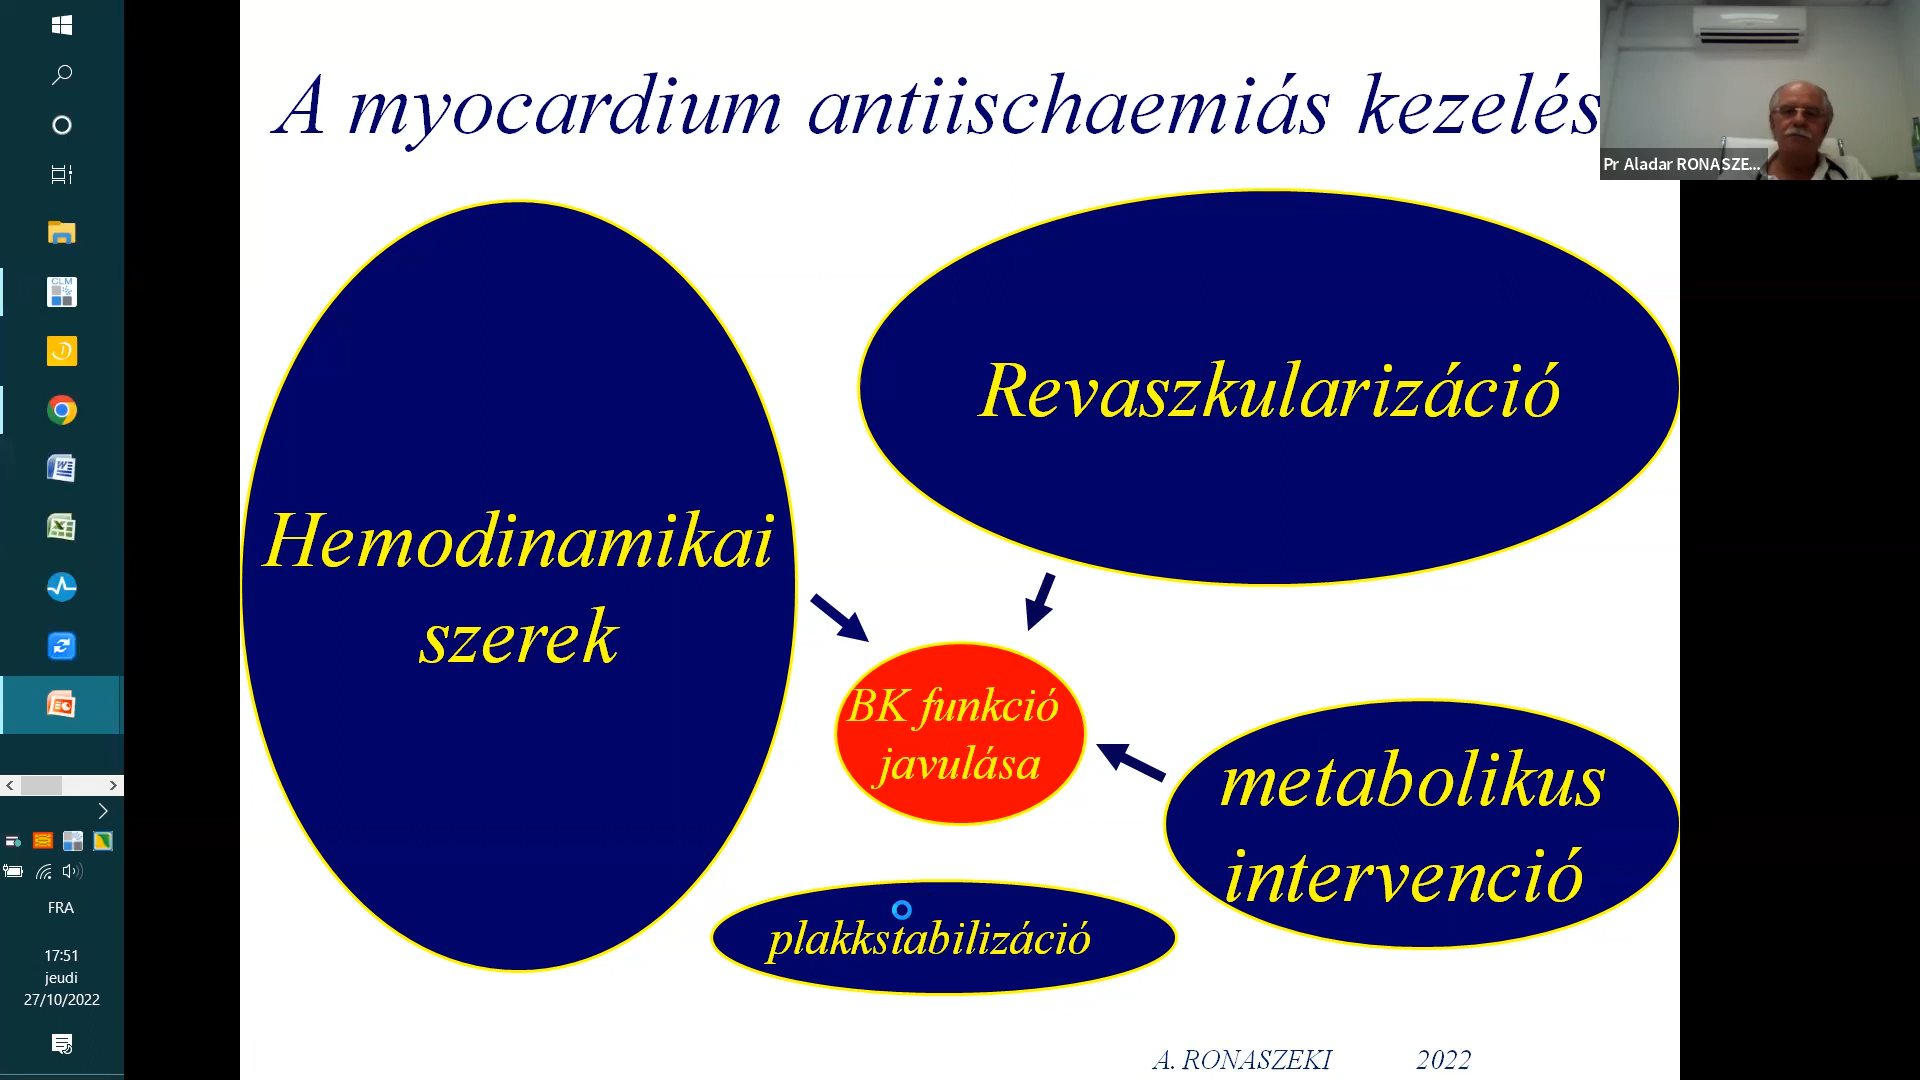 A myocardium antiischaemiás kezelés
Pr Aladar RONASZE...
Revaszkularizáció
Hemodinamikai
szerek
BK funkció
javulása
metabolikus
intervenció
plakkstabilizáció
A. RONASZEKI 2022
CLM
FRA
17:51
jeudi
27/10/2022